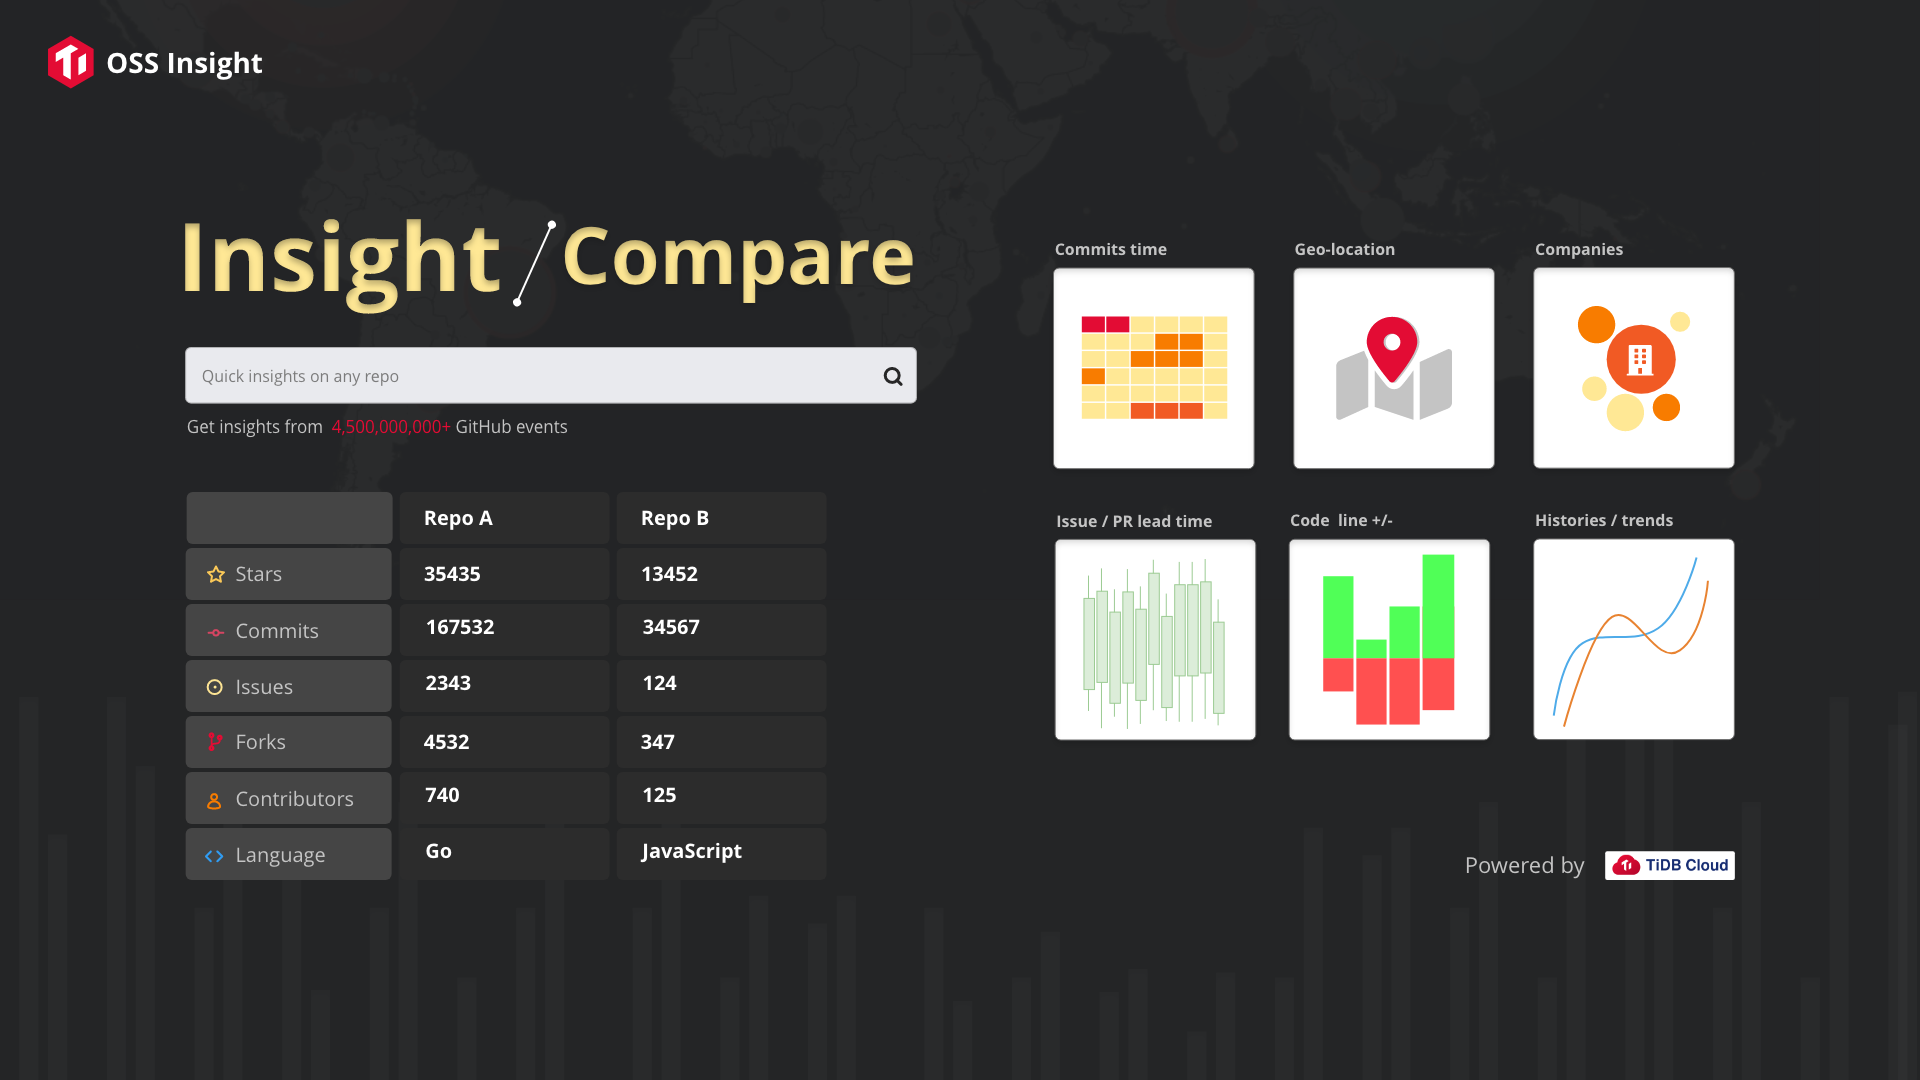 OSS Insight
Insight / Compare
Quick insights on any repo
Get insights from 4,500,000,000+ GitHub events
Repo A Repo B
Stars 35435 13452
Commits 167532 34567
Issues 2343 124
Forks 4532 347
Contributors 740 125
Language Go JavaScript
Commits time Geo-location Companies
Issue / PR lead time Code line +/- Histories / trends
Powered by TiDB Cloud